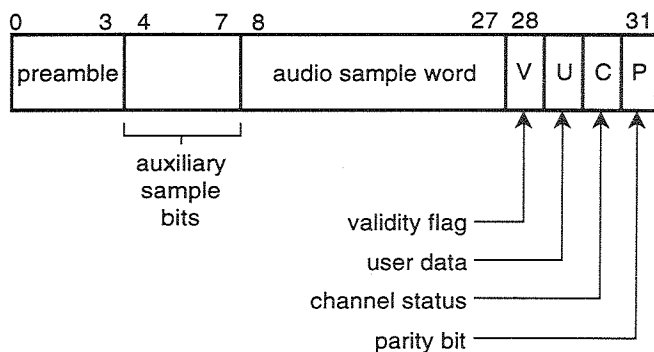 0 3 4 7 8 27 28 31
preamble audio sample word V U C P
auxiliary
sample
bits
validity flag
user data
channel status
parity bit